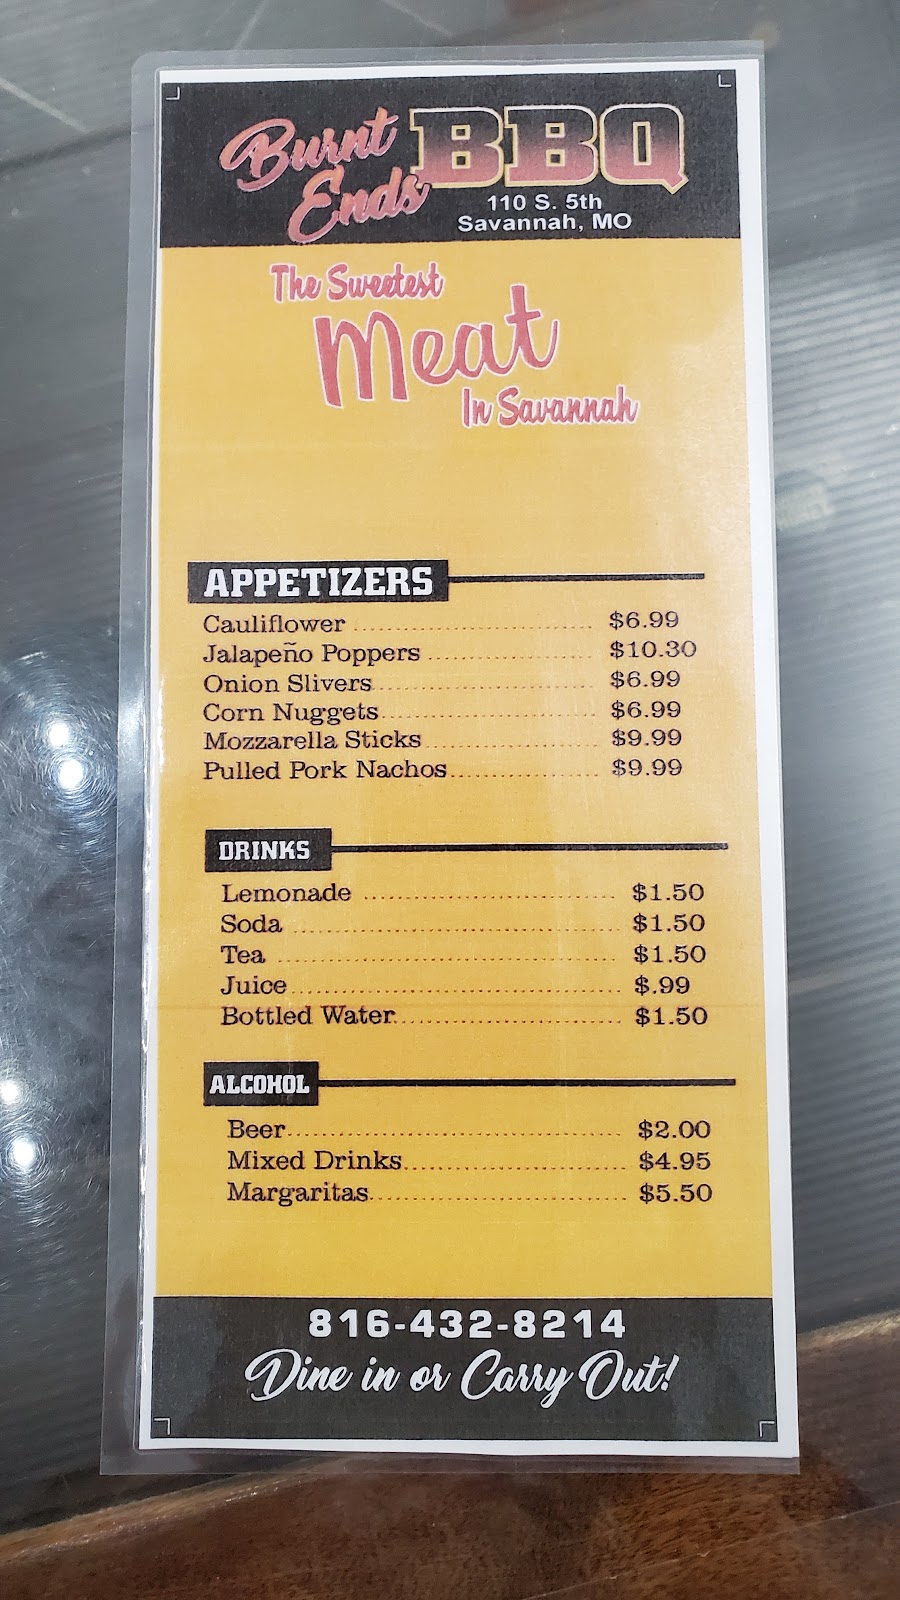 Burnt Ends BBQ
110 S. 5th
Savannah, MO
The Sweetest
Meat
In Savannah
APPETIZERS
Cauliflower ........................ $6.99
Jalapeño Poppers ................. $10.30
Onion Slivers....................... $6.99
Corn Nuggets...................... $6.99
Mozzarella Sticks.................. $9.99
Pulled Pork Nachos............... $9.99
DRINKS
Lemonade .......................... $1.50
Soda .................................. $1.50
Tea .................................... $1.50
Juice................................... $.99
Bottled Water....................... $1.50
ALCOHOL
Beer.................................... $2.00
Mixed Drinks....................... $4.95
Margaritas........................... $5.50
816-432-8214
Dine in or Carry Out!